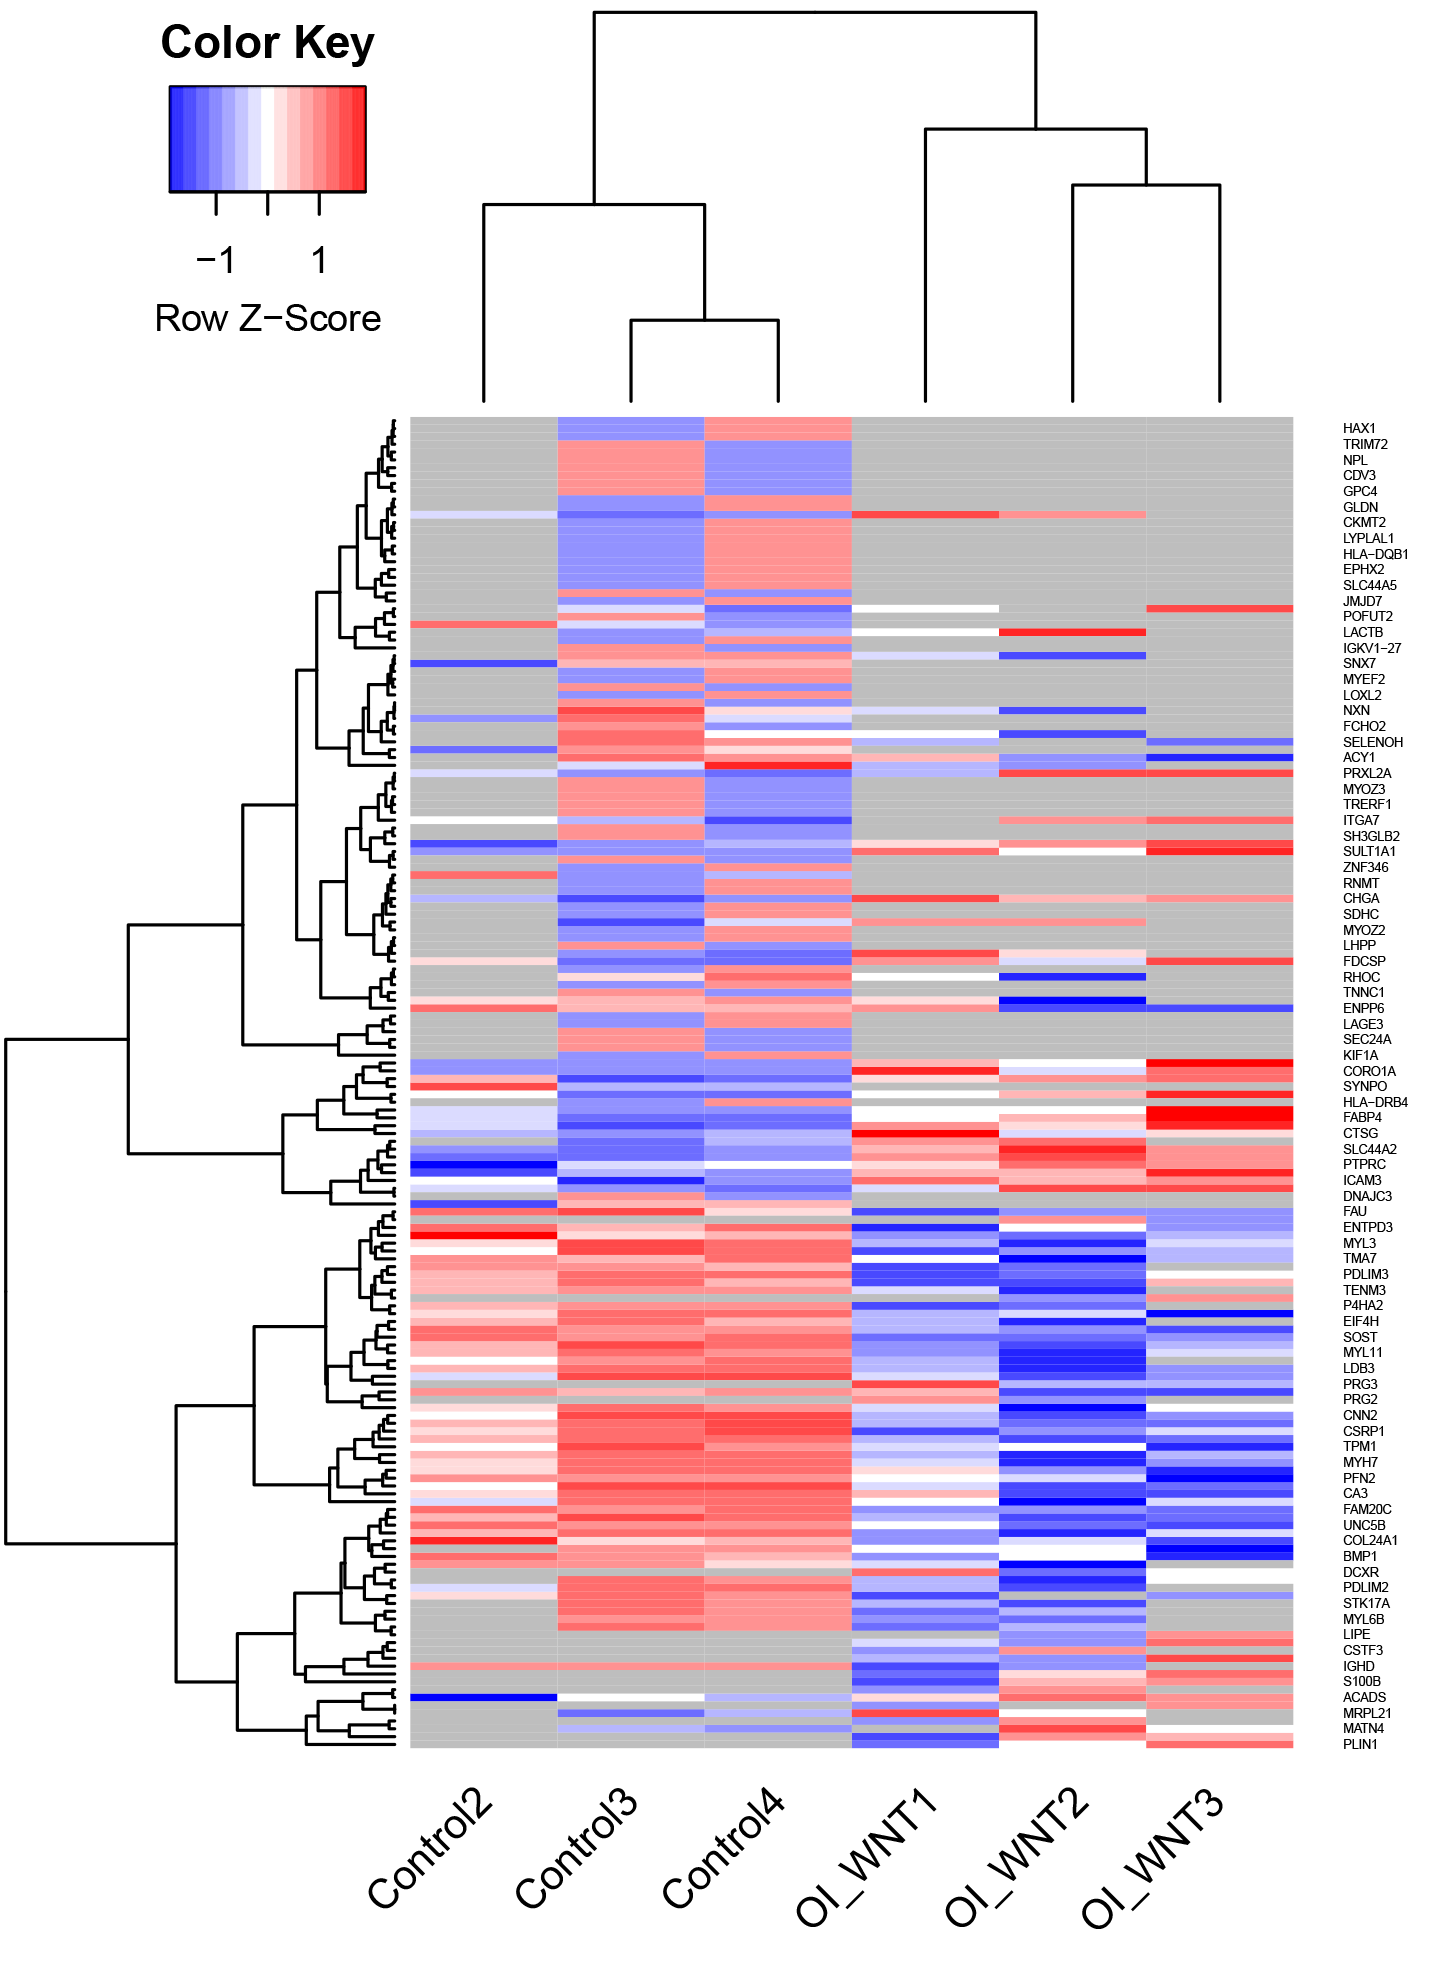 Color Key
−1 1
Row Z−Score
HAX1
TRIM72
NPL
CDV3
GPC4
GLDN
CKMT2
LYPLAL1
HLA−DQB1
EPHX2
SLC44A5
JMJD7
POFUT2
LACTB
IGKV1−27
SNX7
MYEF2
LOXL2
NXN
FCHO2
SELENOH
ACY1
PRXL2A
MYOZ3
TRERF1
ITGA7
SH3GLB2
SULT1A1
ZNF346
RNMT
CHGA
SDHC
MYOZ2
LHPP
FDCSP
RHOC
TNNC1
ENPP6
LAGE3
SEC24A
KIF1A
CORO1A
SYNPO
HLA−DRB4
FABP4
CTSG
SLC44A2
PTPRC
ICAM3
DNAJC3
FAU
ENTPD3
MYL3
TMA7
PDLIM3
TENM3
P4HA2
EIF4H
SOST
MYL11
LDB3
PRG3
PRG2
CNN2
CSRP1
TPM1
MYH7
PFN2
CA3
FAM20C
UNC5B
COL24A1
BMP1
DCXR
PDLIM2
STK17A
MYL6B
LIPE
CSTF3
IGHD
S100B
ACADS
MRPL21
MATN4
PLIN1
Control2
Control3
Control4
OI_WNT1
OI_WNT2
OI_WNT3